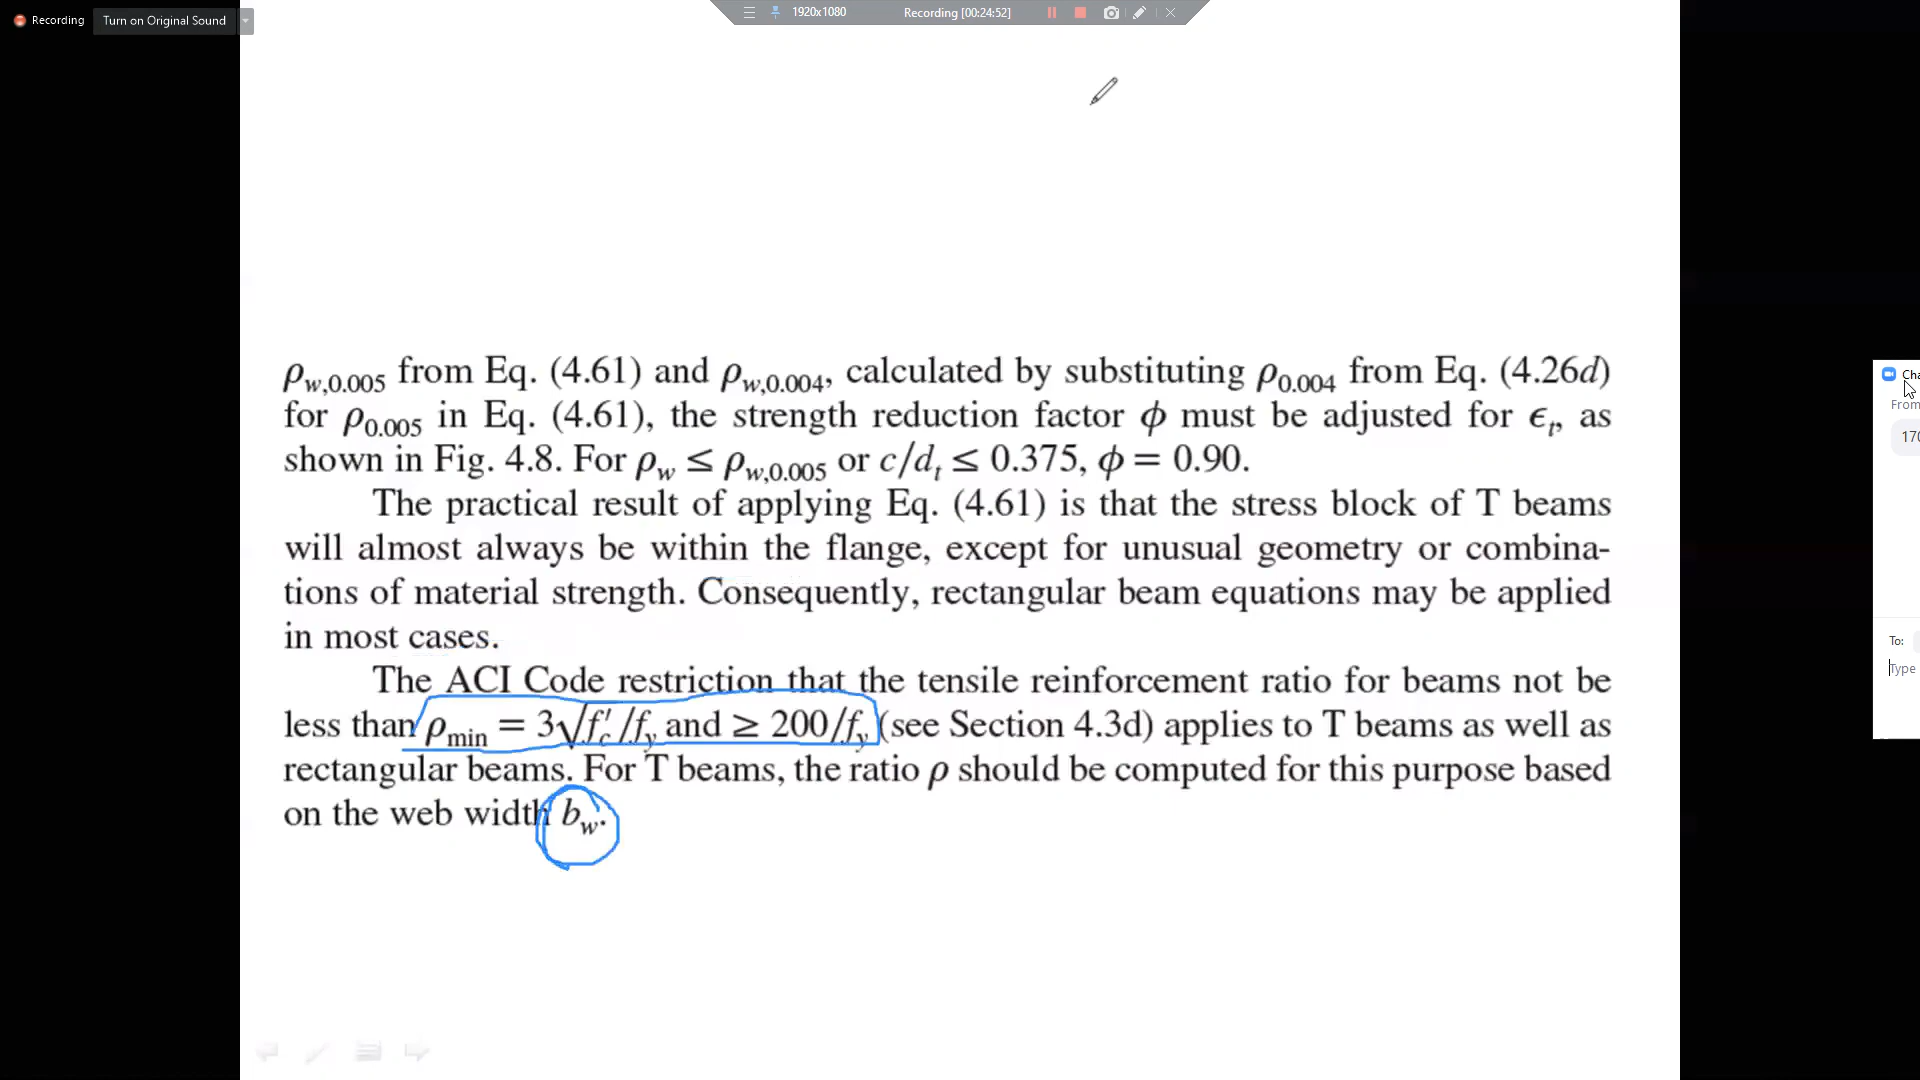 Recording
Turn on Original Sound
1920x1080
Recording [00:24:52]
ρw,0.005 from Eq. (4.61) and ρw,0.004, calculated by substituting ρ0.004 from Eq. (4.26d)
for ρ0.005 in Eq. (4.61), the strength reduction factor ϕ must be adjusted for ϵt, as
shown in Fig. 4.8. For ρw ≤ ρw,0.005 or c/dt ≤ 0.375, ϕ = 0.90.
The practical result of applying Eq. (4.61) is that the stress block of T beams
will almost always be within the flange, except for unusual geometry or combina-
tions of material strength. Consequently, rectangular beam equations may be applied
in most cases.
The ACI Code restriction that the tensile reinforcement ratio for beams not be
less than ρmin = 3√f′c/fy and ≥ 200/fy (see Section 4.3d) applies to T beams as well as
rectangular beams. For T beams, the ratio ρ should be computed for this purpose based
on the web width bw.
Cha
From
170
To:
Type